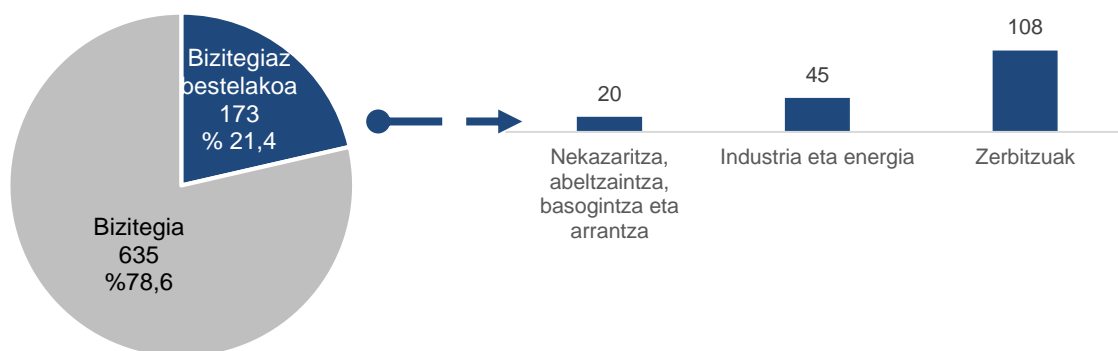 Bizitegiaz
bestelakoa
173
% 21,4
Bizitegia
635
%78,6
20
45
108
Nekazaritza,
abeltzaintza,
basogintza eta
arrantza
Industria eta energia
Zerbitzuak